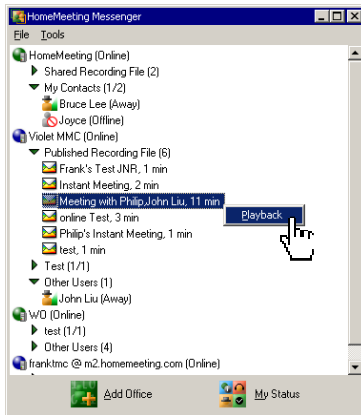 HomeMeeting Messenger
File Tools
HomeMeeting (Online)
Shared Recording File (2)
My Contacts (1/2)
Bruce Lee (Away)
Joyce (Offline)
Violet MMC (Online)
Published Recording File (6)
Frank's Test JNR, 1 min
Instant Meeting, 2 min
Meeting with Philip,John Liu, 11 min
Playback
online Test, 3 min
Philip's Instant Meeting, 1 min
test, 1 min
Test (1/1)
Other Users (1)
John Liu (Away)
WO (Online)
test (1/1)
Other Users (4)
franktmc @ m2.homemeeting.com (Online)
Add Office My Status